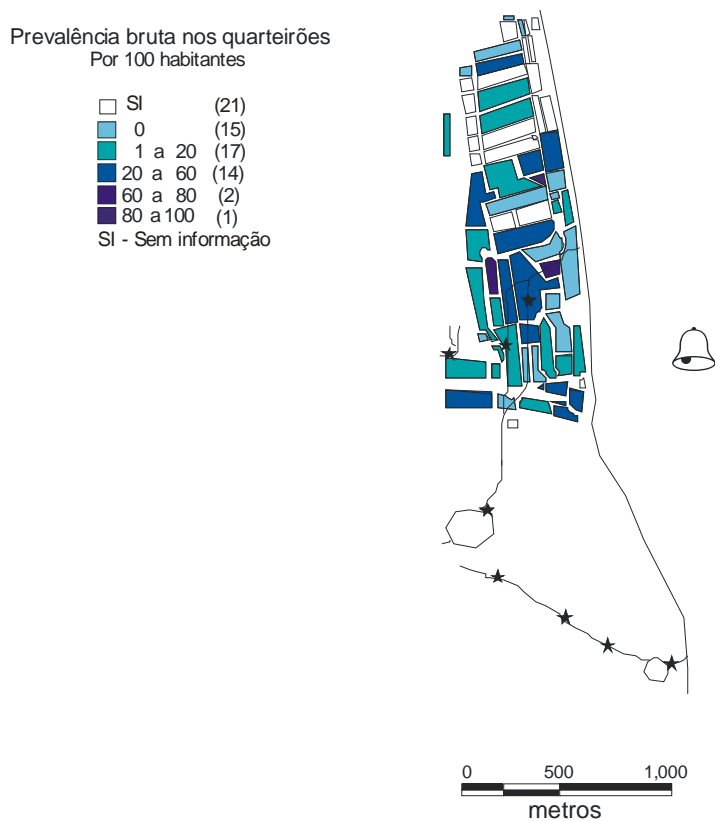 Prevalência bruta nos quarteirões
Por 100 habitantes
SI (21)
0 (15)
1 a 20 (17)
20 a 60 (14)
60 a 80 (2)
80 a 100 (1)
SI - Sem informação
0 500 1,000
metros